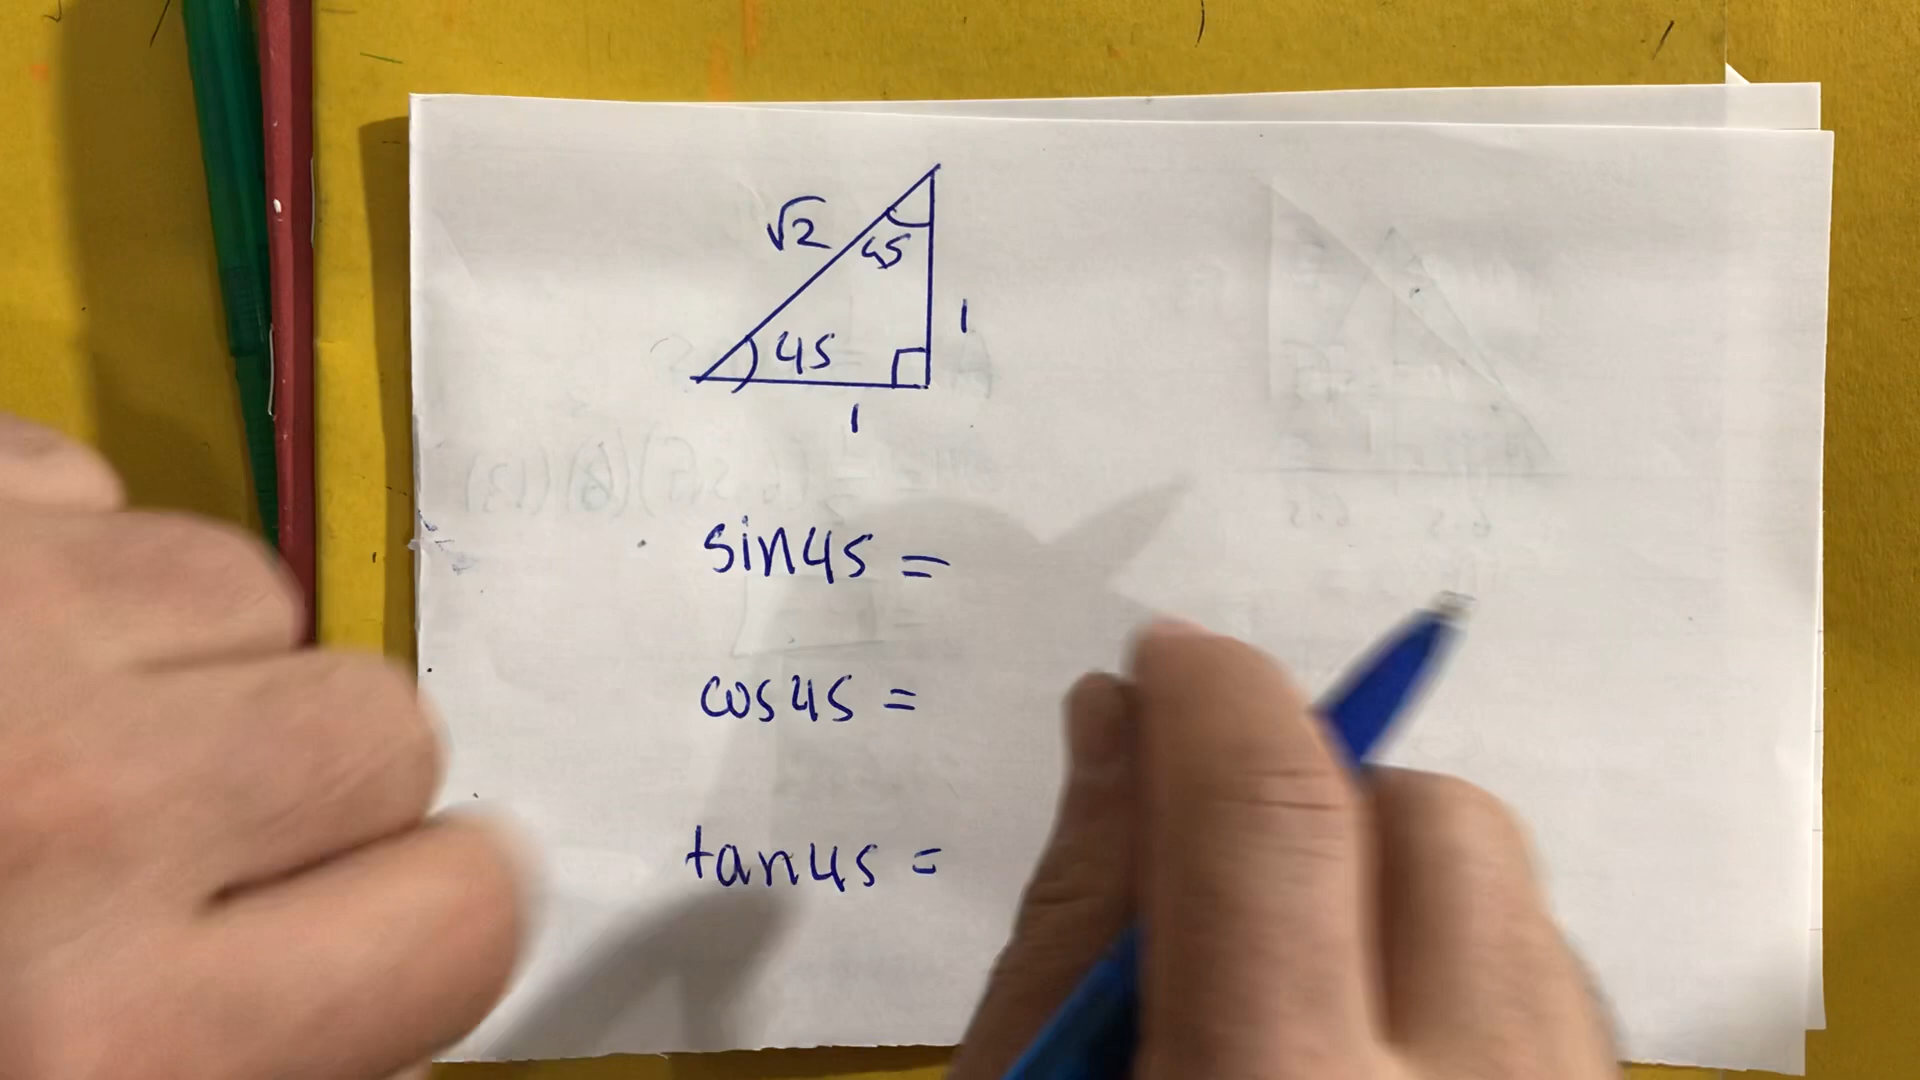 √2
45
1
45
1
sin45 =
cos45 =
tan45 =